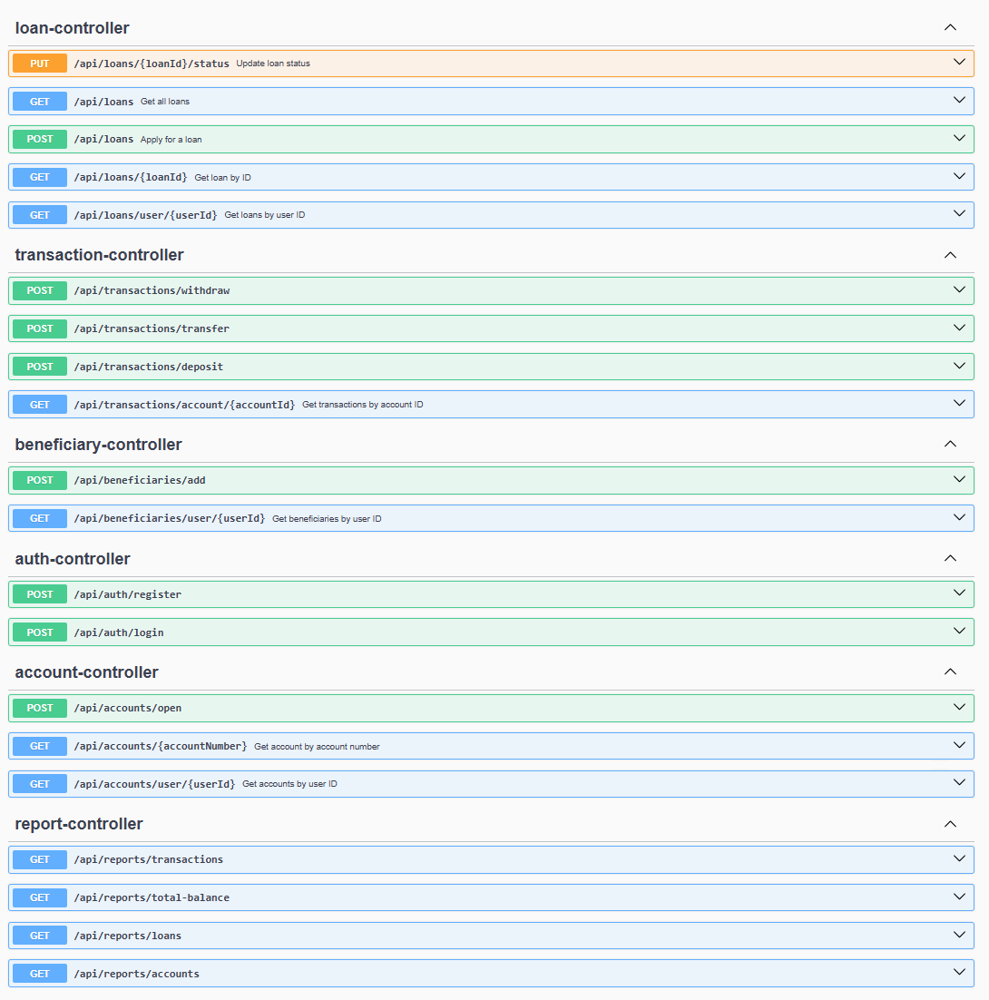 loan-controller
PUT /api/loans/{loanId}/status Update loan status
GET /api/loans Get all loans
POST /api/loans Apply for a loan
GET /api/loans/{loanId} Get loan by ID
GET /api/loans/user/{userId} Get loans by user ID
transaction-controller
POST /api/transactions/withdraw
POST /api/transactions/transfer
POST /api/transactions/deposit
GET /api/transactions/account/{accountId} Get transactions by account ID
beneficiary-controller
POST /api/beneficiaries/add
GET /api/beneficiaries/user/{userId} Get beneficiaries by user ID
auth-controller
POST /api/auth/register
POST /api/auth/login
account-controller
POST /api/accounts/open
GET /api/accounts/{accountNumber} Get account by account number
GET /api/accounts/user/{userId} Get accounts by user ID
report-controller
GET /api/reports/transactions
GET /api/reports/total-balance
GET /api/reports/loans
GET /api/reports/accounts